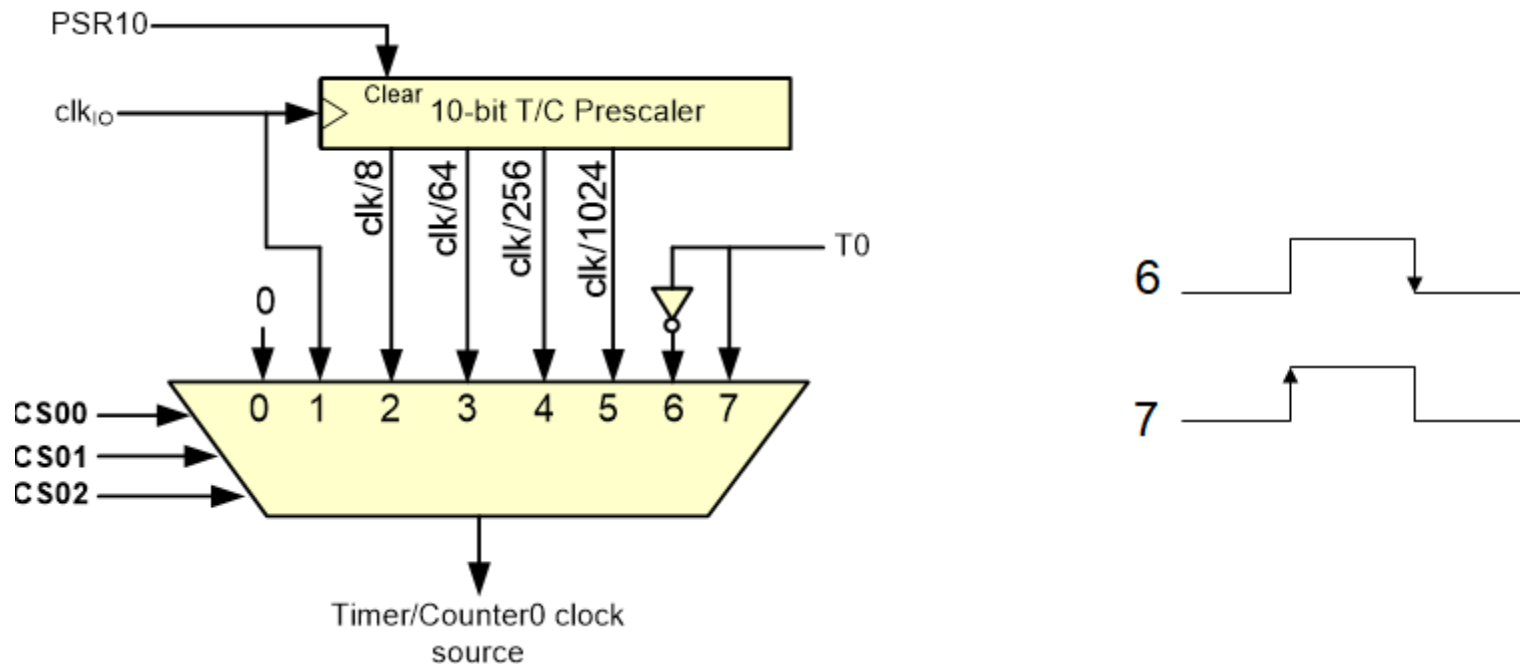 PSR10
clkIO
Clear
10-bit T/C Prescaler
clk/8
clk/64
clk/256
clk/1024
T0
0
0 1 2 3 4 5 6 7
CS00
CS01
CS02
Timer/Counter0 clock
source
6
7